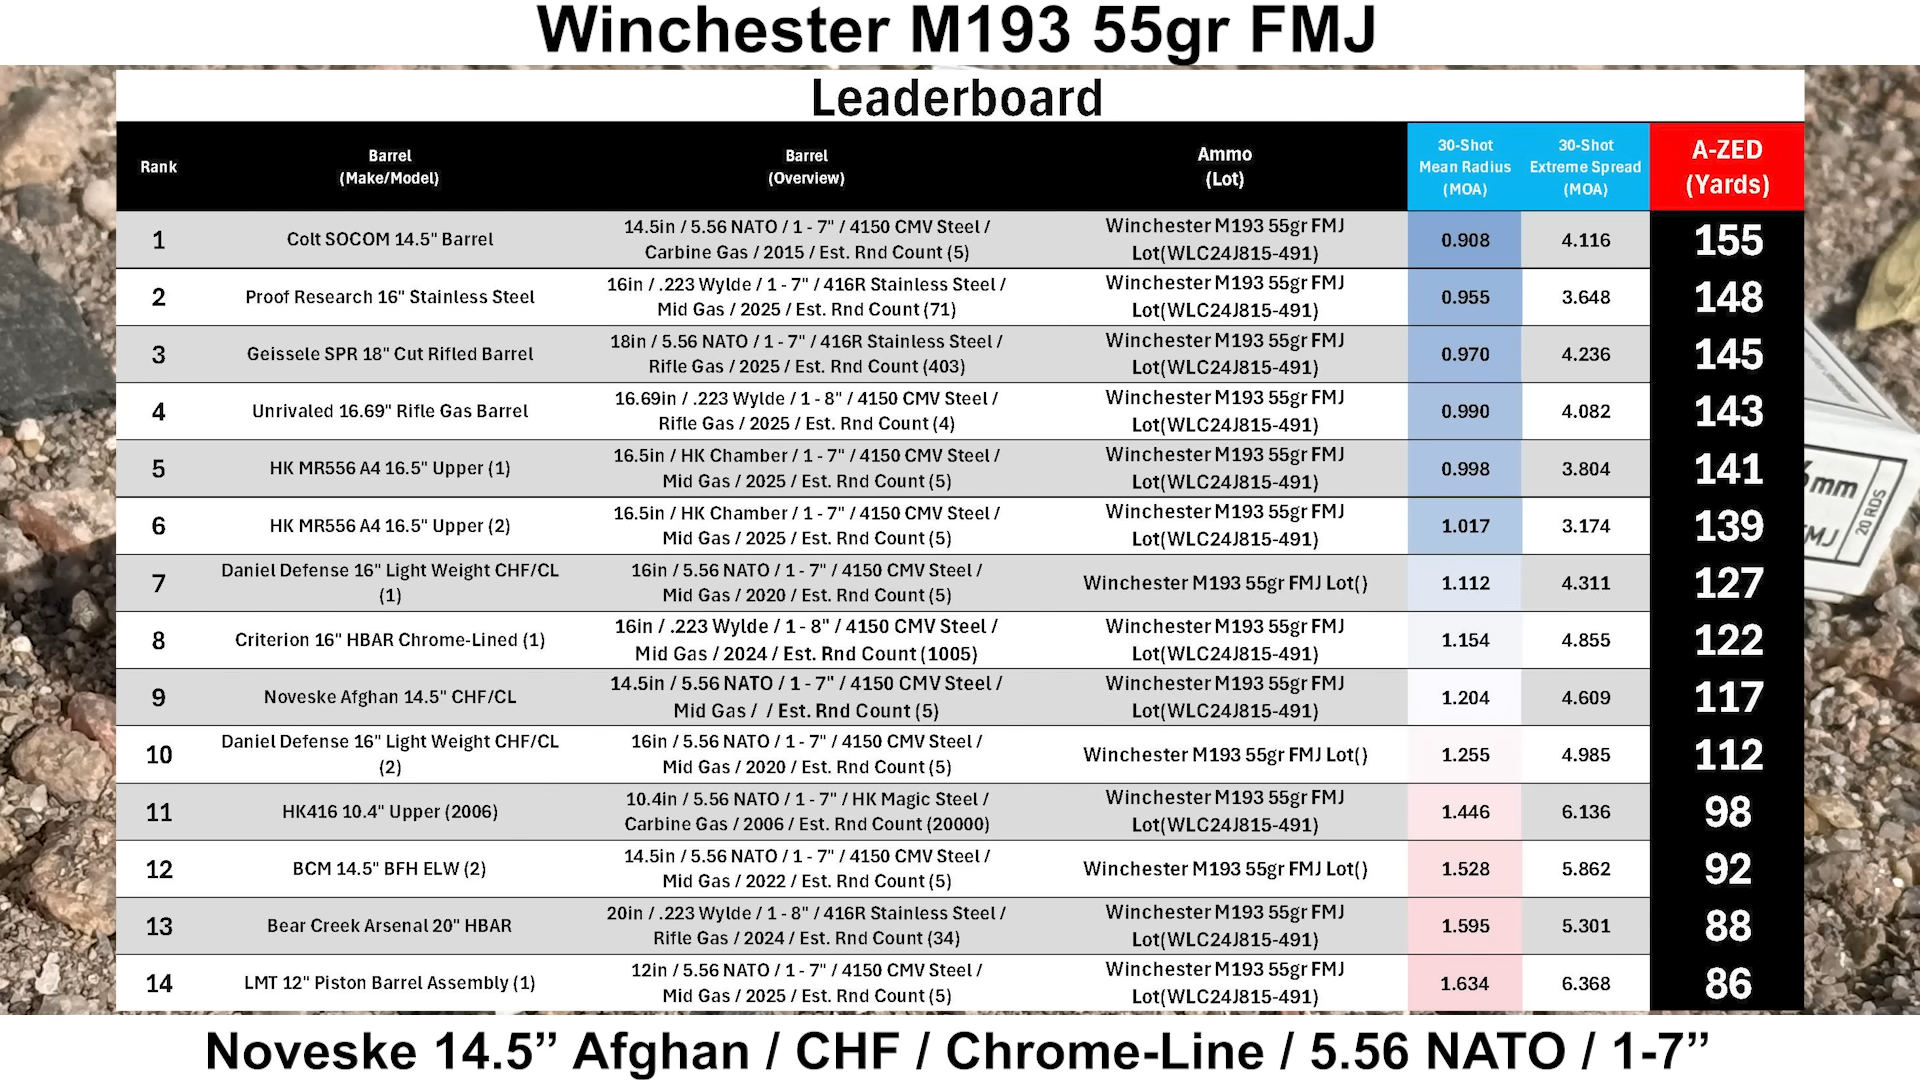 Winchester M193 55gr FMJ
Leaderboard
Rank
Barrel
(Make/Model)
Barrel
(Overview)
Ammo
(Lot)
30-Shot
Mean Radius
(MOA)
30-Shot
Extreme Spread
(MOA)
A-ZED
(Yards)
1
Colt SOCOM 14.5" Barrel
14.5in / 5.56 NATO / 1 - 7" / 4150 CMV Steel /
Carbine Gas / 2015 / Est. Rnd Count (5)
Winchester M193 55gr FMJ
Lot(WLC24J815-491)
0.908
4.116
155
2
Proof Research 16" Stainless Steel
16in / .223 Wylde / 1 - 7" / 416R Stainless Steel /
Mid Gas / 2025 / Est. Rnd Count (71)
Winchester M193 55gr FMJ
Lot(WLC24J815-491)
0.955
3.648
148
3
Geissele SPR 18" Cut Rifled Barrel
18in / 5.56 NATO / 1 - 7" / 416R Stainless Steel /
Rifle Gas / 2025 / Est. Rnd Count (403)
Winchester M193 55gr FMJ
Lot(WLC24J815-491)
0.970
4.236
145
4
Unrivaled 16.69" Rifle Gas Barrel
16.69in / .223 Wylde / 1 - 8" / 4150 CMV Steel /
Rifle Gas / 2025 / Est. Rnd Count (4)
Winchester M193 55gr FMJ
Lot(WLC24J815-491)
0.990
4.082
143
5
HK MR556 A4 16.5" Upper (1)
16.5in / HK Chamber / 1 - 7" / 4150 CMV Steel /
Mid Gas / 2025 / Est. Rnd Count (5)
Winchester M193 55gr FMJ
Lot(WLC24J815-491)
0.998
3.804
141
6
HK MR556 A4 16.5" Upper (2)
16.5in / HK Chamber / 1 - 7" / 4150 CMV Steel /
Mid Gas / 2025 / Est. Rnd Count (5)
Winchester M193 55gr FMJ
Lot(WLC24J815-491)
1.017
3.174
139
7
Daniel Defense 16" Light Weight CHF/CL
(1)
16in / 5.56 NATO / 1 - 7" / 4150 CMV Steel /
Mid Gas / 2020 / Est. Rnd Count (5)
Winchester M193 55gr FMJ Lot()
1.112
4.311
127
8
Criterion 16" HBAR Chrome-Lined (1)
16in / .223 Wylde / 1 - 8" / 4150 CMV Steel /
Mid Gas / 2024 / Est. Rnd Count (1005)
Winchester M193 55gr FMJ
Lot(WLC24J815-491)
1.154
4.855
122
9
Noveske Afghan 14.5" CHF/CL
14.5in / 5.56 NATO / 1 - 7" / 4150 CMV Steel /
Mid Gas / / Est. Rnd Count (5)
Winchester M193 55gr FMJ
Lot(WLC24J815-491)
1.204
4.609
117
10
Daniel Defense 16" Light Weight CHF/CL
(2)
16in / 5.56 NATO / 1 - 7" / 4150 CMV Steel /
Mid Gas / 2020 / Est. Rnd Count (5)
Winchester M193 55gr FMJ Lot()
1.255
4.985
112
11
HK416 10.4" Upper (2006)
10.4in / 5.56 NATO / 1 - 7" / HK Magic Steel /
Carbine Gas / 2006 / Est. Rnd Count (20000)
Winchester M193 55gr FMJ
Lot(WLC24J815-491)
1.446
6.136
98
12
BCM 14.5" BFH ELW (2)
14.5in / 5.56 NATO / 1 - 7" / 4150 CMV Steel /
Mid Gas / 2022 / Est. Rnd Count (5)
Winchester M193 55gr FMJ Lot()
1.528
5.862
92
13
Bear Creek Arsenal 20" HBAR
20in / .223 Wylde / 1 - 8" / 416R Stainless Steel /
Rifle Gas / 2024 / Est. Rnd Count (34)
Winchester M193 55gr FMJ
Lot(WLC24J815-491)
1.595
5.301
88
14
LMT 12" Piston Barrel Assembly (1)
12in / 5.56 NATO / 1 - 7" / 4150 CMV Steel /
Mid Gas / 2025 / Est. Rnd Count (5)
Winchester M193 55gr FMJ
Lot(WLC24J815-491)
1.634
6.368
86
mm
MJ
20 RDS
Noveske 14.5” Afghan / CHF / Chrome-Line / 5.56 NATO / 1-7”